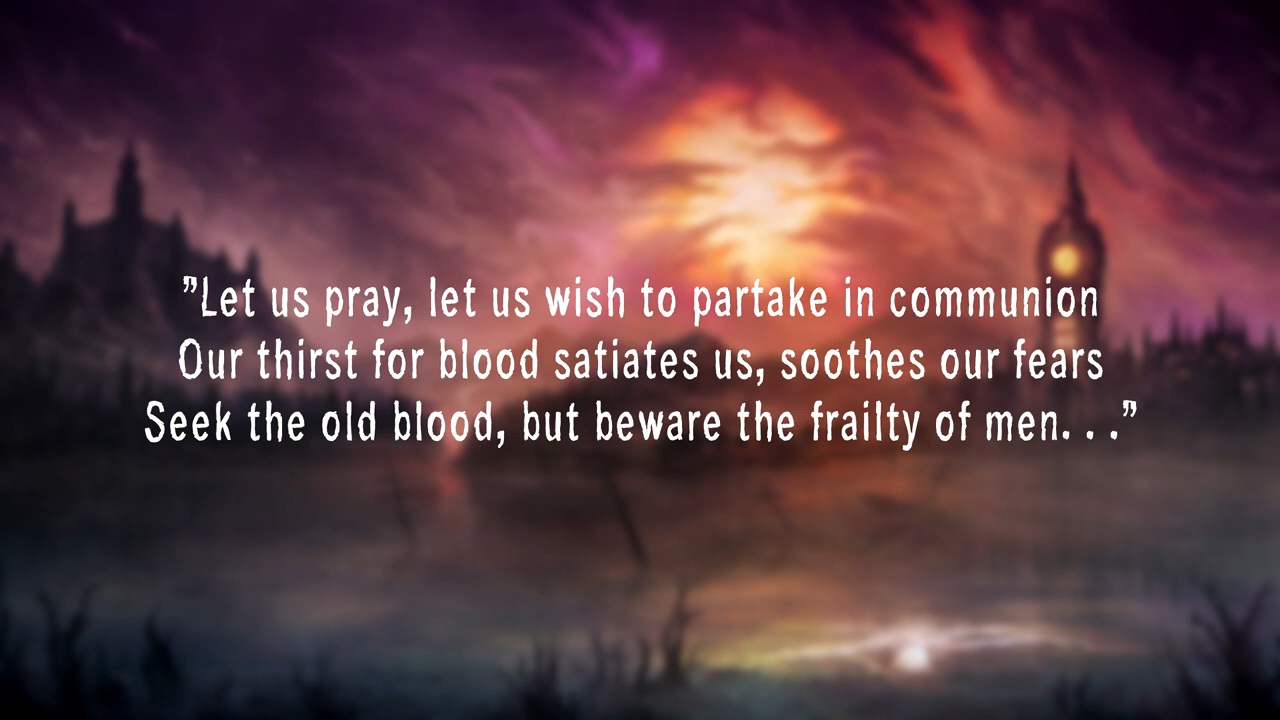 ”Let us pray, let us wish to partake in communion
Our thirst for blood satiates us, soothes our fears
Seek the old blood, but beware the frailty of men. . .”